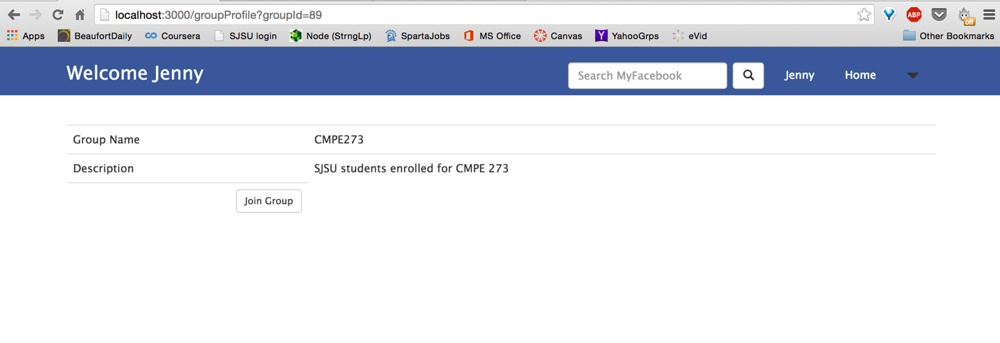 localhost:3000/groupProfile?groupId=89 ABP off
Apps BeaufortDaily Coursera SJSU login Node (StrngLp) SpartaJobs MS Office Canvas Y YahooGrps eVid Other Bookmarks
Welcome Jenny Search MyFacebook Jenny Home
Group Name CMPE273
Description SJSU students enrolled for CMPE 273
Join Group